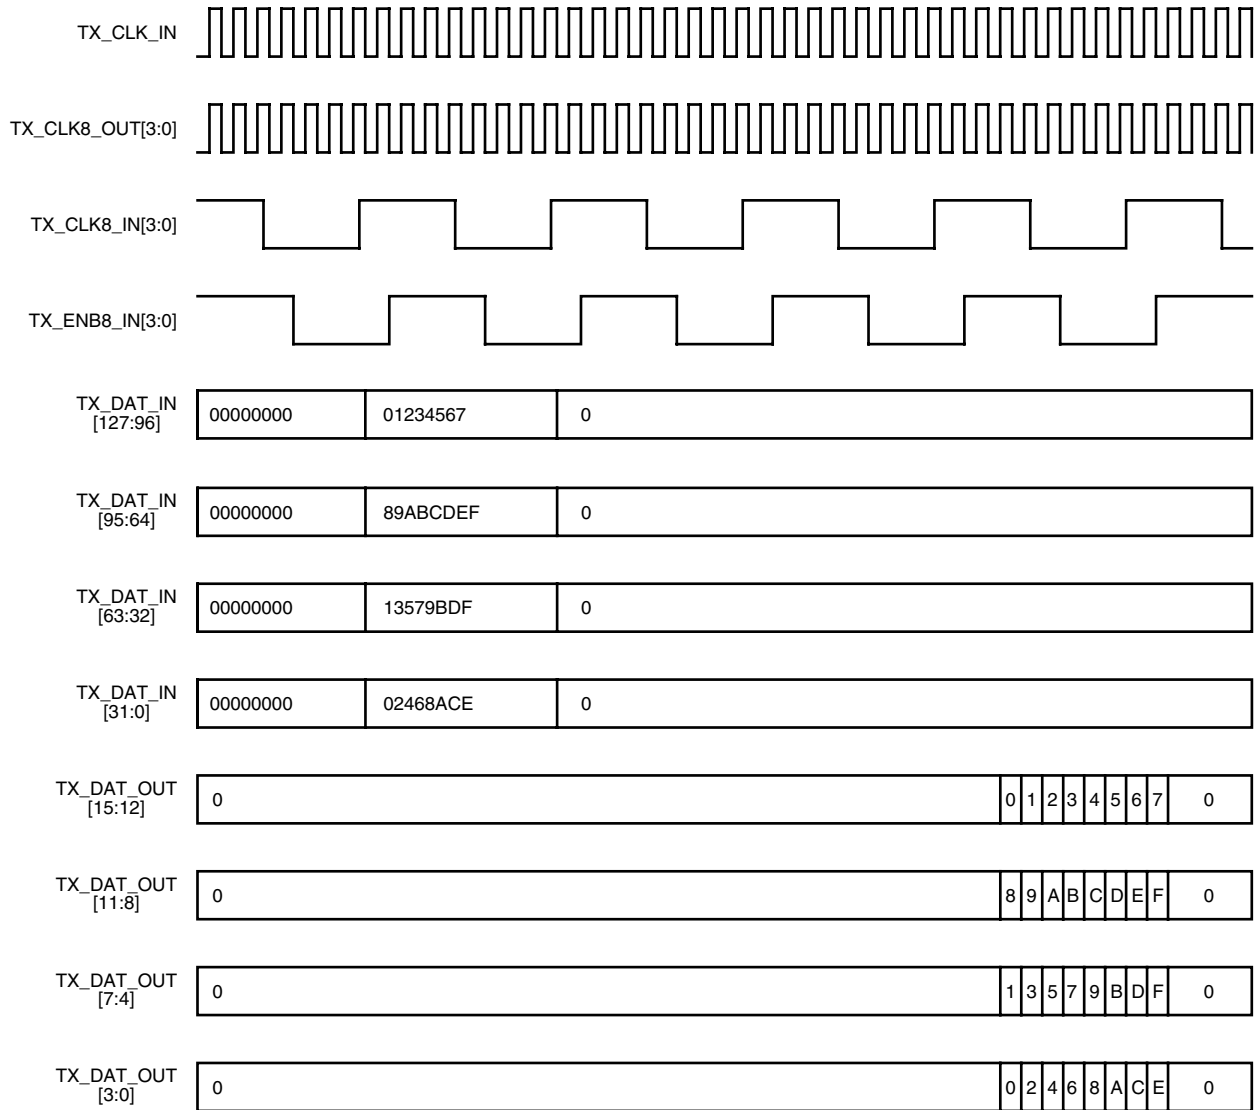 TX_CLK_IN
TX_CLK8_OUT[3:0]
TX_CLK8_IN[3:0]
TX_ENB8_IN[3:0]
TX_DAT_IN
[127:96]
00000000 01234567 0
TX_DAT_IN
[95:64]
00000000 89ABCDEF 0
TX_DAT_IN
[63:32]
00000000 13579BDF 0
TX_DAT_IN
[31:0]
00000000 02468ACE 0
TX_DAT_OUT
[15:12]
0 0 1 2 3 4 5 6 7 0
TX_DAT_OUT
[11:8]
0 8 9 A B C D E F 0
TX_DAT_OUT
[7:4]
0 1 3 5 7 9 B D F 0
TX_DAT_OUT
[3:0]
0 0 2 4 6 8 A C E 0